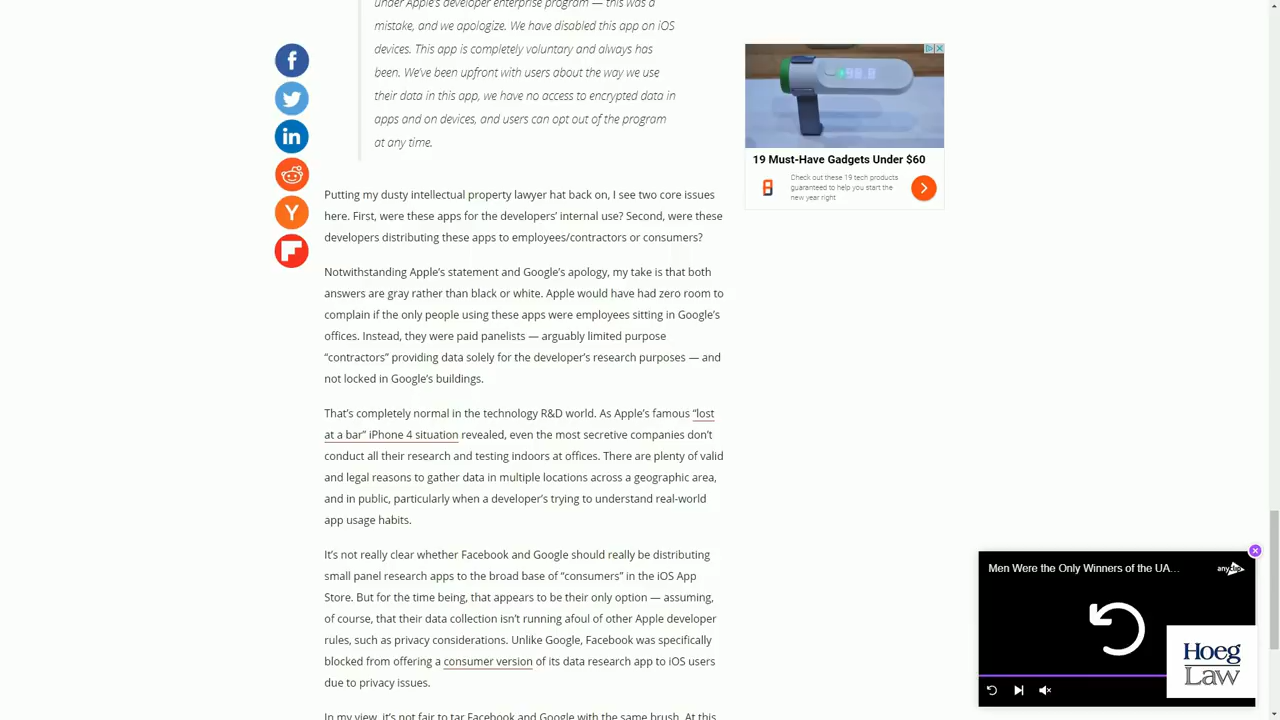 under Apple's developer enterprise program — this was a
mistake, and we apologize. We have disabled this app on iOS
devices. This app is completely voluntary and always has
been. We've been upfront with users about the way we use
their data in this app, we have no access to encrypted data in
apps and on devices, and users can opt out of the program
at any time.
Putting my dusty intellectual property lawyer hat back on, I see two core issues
here. First, were these apps for the developers' internal use? Second, were these
developers distributing these apps to employees/contractors or consumers?
Notwithstanding Apple's statement and Google's apology, my take is that both
answers are gray rather than black or white. Apple would have had zero room to
complain if the only people using these apps were employees sitting in Google's
offices. Instead, they were paid panelists — arguably limited purpose
“contractors” providing data solely for the developer's research purposes — and
not locked in Google's buildings.
That's completely normal in the technology R&D world. As Apple's famous “lost
at a bar” iPhone 4 situation revealed, even the most secretive companies don't
conduct all their research and testing indoors at offices. There are plenty of valid
and legal reasons to gather data in multiple locations across a geographic area,
and in public, particularly when a developer's trying to understand real-world
app usage habits.
It's not really clear whether Facebook and Google should really be distributing
small panel research apps to the broad base of “consumers” in the iOS App
Store. But for the time being, that appears to be their only option — assuming,
of course, that their data collection isn't running afoul of other Apple developer
rules, such as privacy considerations. Unlike Google, Facebook was specifically
blocked from offering a consumer version of its data research app to iOS users
due to privacy issues.
In my view, it's not fair to tar Facebook and Google with the same brush. At this
19 Must-Have Gadgets Under $60
Check out these 19 tech products
guaranteed to help you start the
new year right
Men Were the Only Winners of the UA...
Hoeg
Law